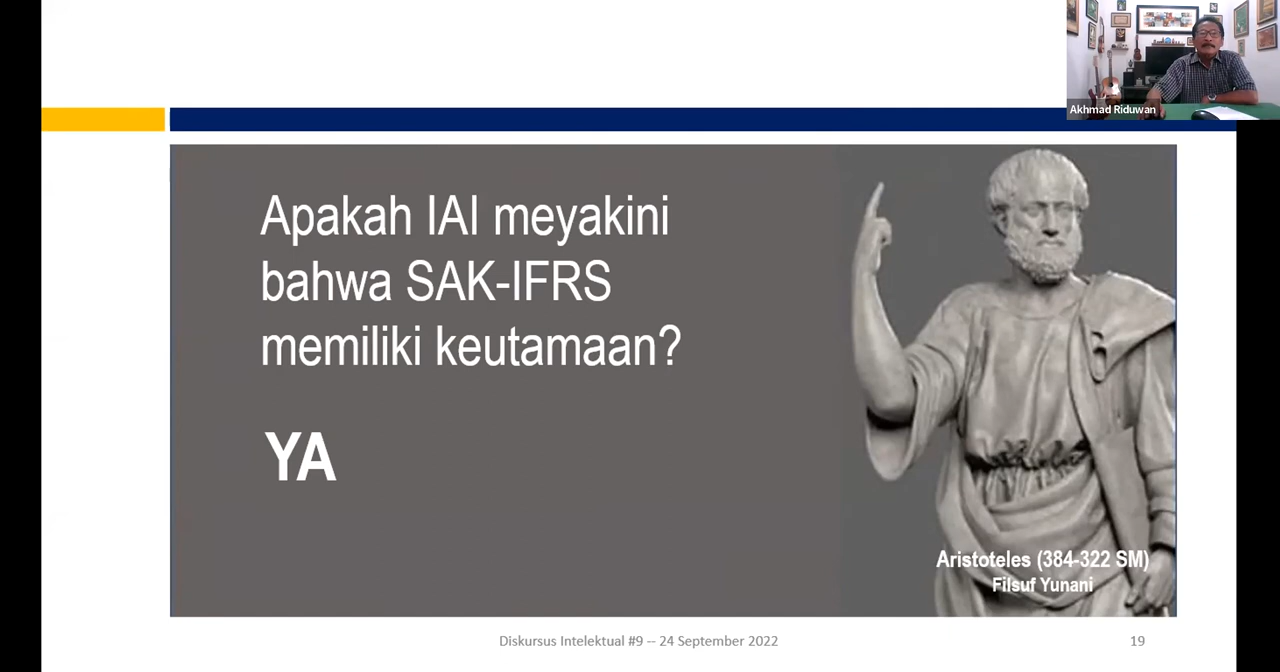 Akhmad Riduwan
Apakah IAI meyakini
bahwa SAK-IFRS
memiliki keutamaan?
YA
Aristoteles (384-322 SM)
Filsuf Yunani
Diskursus Intelektual #9 -- 24 September 2022
19